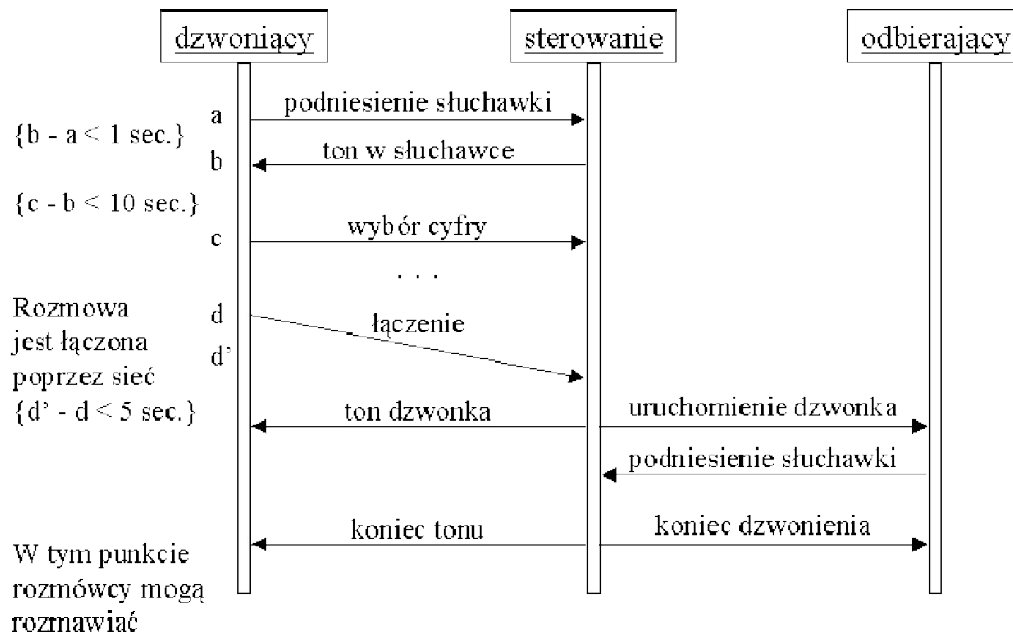 dzwoniący
sterowanie
odbierający
a
podniesienie słuchawki
{b - a < 1 sec.}
b
ton w słuchawce
{c - b < 10 sec.}
c
wybór cyfry
. . .
Rozmowa
jest łączona
poprzez sieć
{d’ - d < 5 sec.}
d
łączenie
d’
ton dzwonka
uruchomienie dzwonka
podniesienie słuchawki
koniec tonu
koniec dzwonienia
W tym punkcie
rozmówcy mogą
rozmawiać